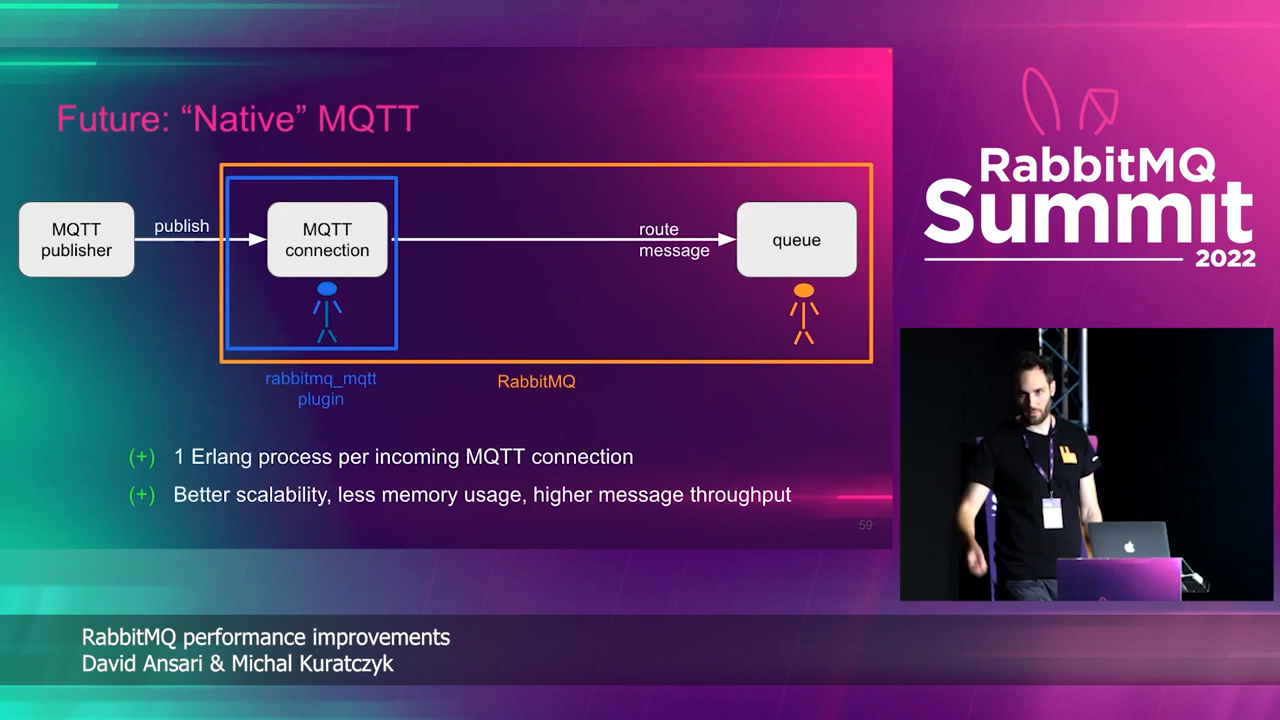 Future: “Native” MQTT
MQTT
publisher
publish
MQTT
connection
route
message
queue
rabbitmq_mqtt
plugin
RabbitMQ
(+) 1 Erlang process per incoming MQTT connection
(+) Better scalability, less memory usage, higher message throughput
59
RabbitMQ
Summit
2022
RabbitMQ performance improvements
David Ansari & Michal Kuratczyk